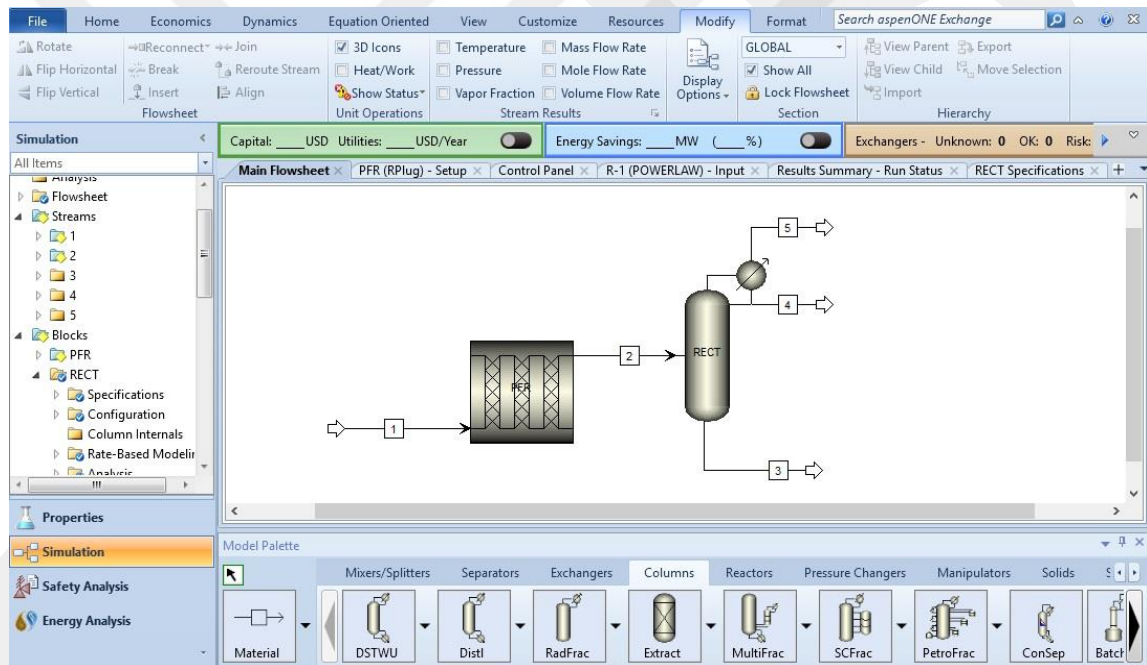 File Home Economics Dynamics Equation Oriented View Customize Resources Modify Format Search aspenONE Exchange
Rotate Reconnect Join 3D Icons Temperature Mass Flow Rate GLOBAL View Parent Export
Flip Horizontal Break Reroute Stream Heat/Work Pressure Mole Flow Rate Display Show All View Child Move Selection
Flip Vertical Insert Align Show Status Vapor Fraction Volume Flow Rate Options Lock Flowsheet Import
Flowsheet Unit Operations Stream Results Section Hierarchy
Simulation < Capital: ____USD Utilities: ____USD/Year Energy Savings: ____MW (____%) Exchangers - Unknown: 0 OK: 0 Risk:
All Items Main Flowsheet PFR (RPlug) - Setup Control Panel R-1 (POWERLAW) - Input Results Summary - Run Status RECT Specifications +
Analysis
Flowsheet
Streams
1
2
3
4
5
Blocks
PFR
RECT
Specifications
Configuration
Column Internals
Rate-Based Modelin
Analysis
5
4
RECT
2
PFR
1
3
Properties
Simulation
Safety Analysis
Energy Analysis
Model Palette
Mixers/Splitters Separators Exchangers Columns Reactors Pressure Changers Manipulators Solids
Material DSTWU Distl RadFrac Extract MultiFrac SCFrac PetroFrac ConSep Batch